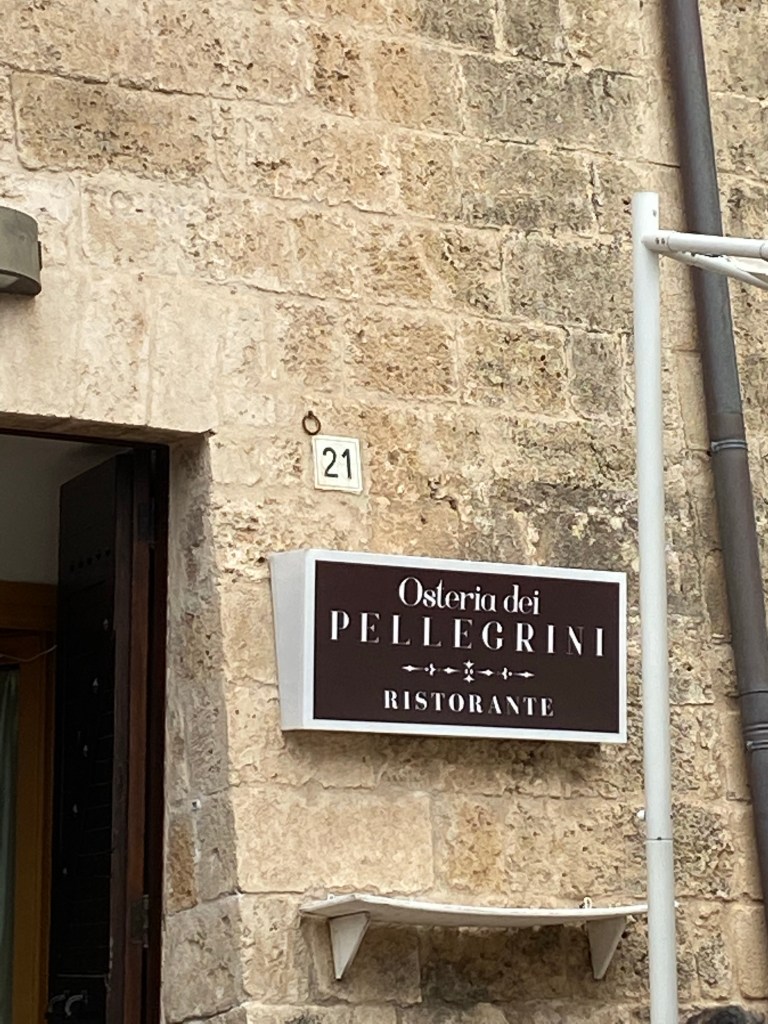 21
Osteria dei
PELLEGRINI
RISTORANTE